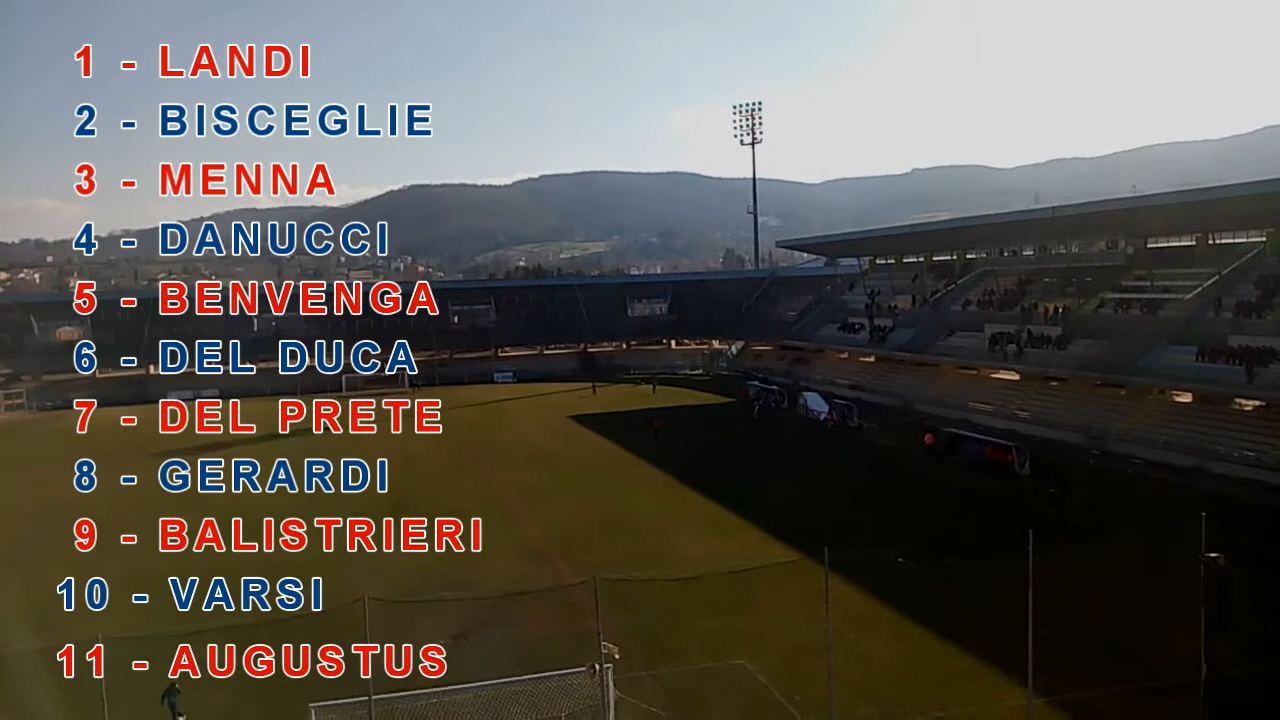 1 - LANDI
2 - BISCEGLIE
3 - MENNA
4 - DANUCCI
5 - BENVENGA
6 - DEL DUCA
7 - DEL PRETE
8 - GERARDI
9 - BALISTRIERI
10 - VARSI
11 - AUGUSTUS